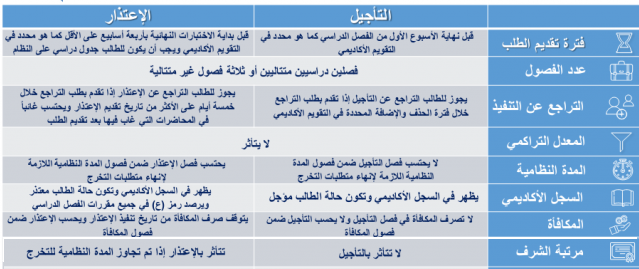 التأجيل
الإعتذار
فترة تقديم الطلب
قبل نهاية الأسبوع الأول من الفصل الدراسي كما هو محدد في
التقويم الأكاديمي
قبل بداية الاختبارات النهائية بأربعة أسابيع على الأقل كما هو محدد في
التقويم الأكاديمي ويجب أن يكون للطالب جدول دراسي على النظام
عدد الفصول
فصلين دراسيين متتاليين أو ثلاثة فصول غير متتالية
التراجع عن التنفيذ
يجوز للطالب التراجع عن التأجيل إذا تقدم بطلب التراجع
خلال فترة الحذف والإضافة المحددة في التقويم الأكاديمي
يجوز للطالب التراجع عن الإعتذار إذا تقدم بطلب التراجع خلال
خمسة أيام على الأكثر من تاريخ تقديم الإعتذار ويحتسب غائباً
في المحاضرات التي غاب فيها بعد تقديم الطلب
المعدل التراكمي
لا يتأثر
المدة النظامية
لا يحتسب فصل التأجيل ضمن فصول المدة
النظامية اللازمة لإنهاء متطلبات التخرج
يحتسب فصل الإعتذار ضمن فصول المدة النظامية اللازمة
لإنهاء متطلبات التخرج
السجل الأكاديمي
يظهر في السجل الأكاديمي وتكون حالة الطالب مؤجل
يظهر في السجل الأكاديمي وتكون حالة الطالب معتذر
ويرصد رمز (ع) في جميع مقررات الفصل الدراسي
المكافأة
لا تصرف المكافأة في فصل التأجيل ولا يحسب التأجيل ضمن
فصول المكافأة
يتوقف صرف المكافأة من تاريخ تنفيذ الإعتذار ويحسب الإعتذار ضمن
فصول المكافأة
مرتبة الشرف
لا تتأثر بالتأجيل
تتأثر بالإعتذار إذا تم تجاوز المدة النظامية للتخرج